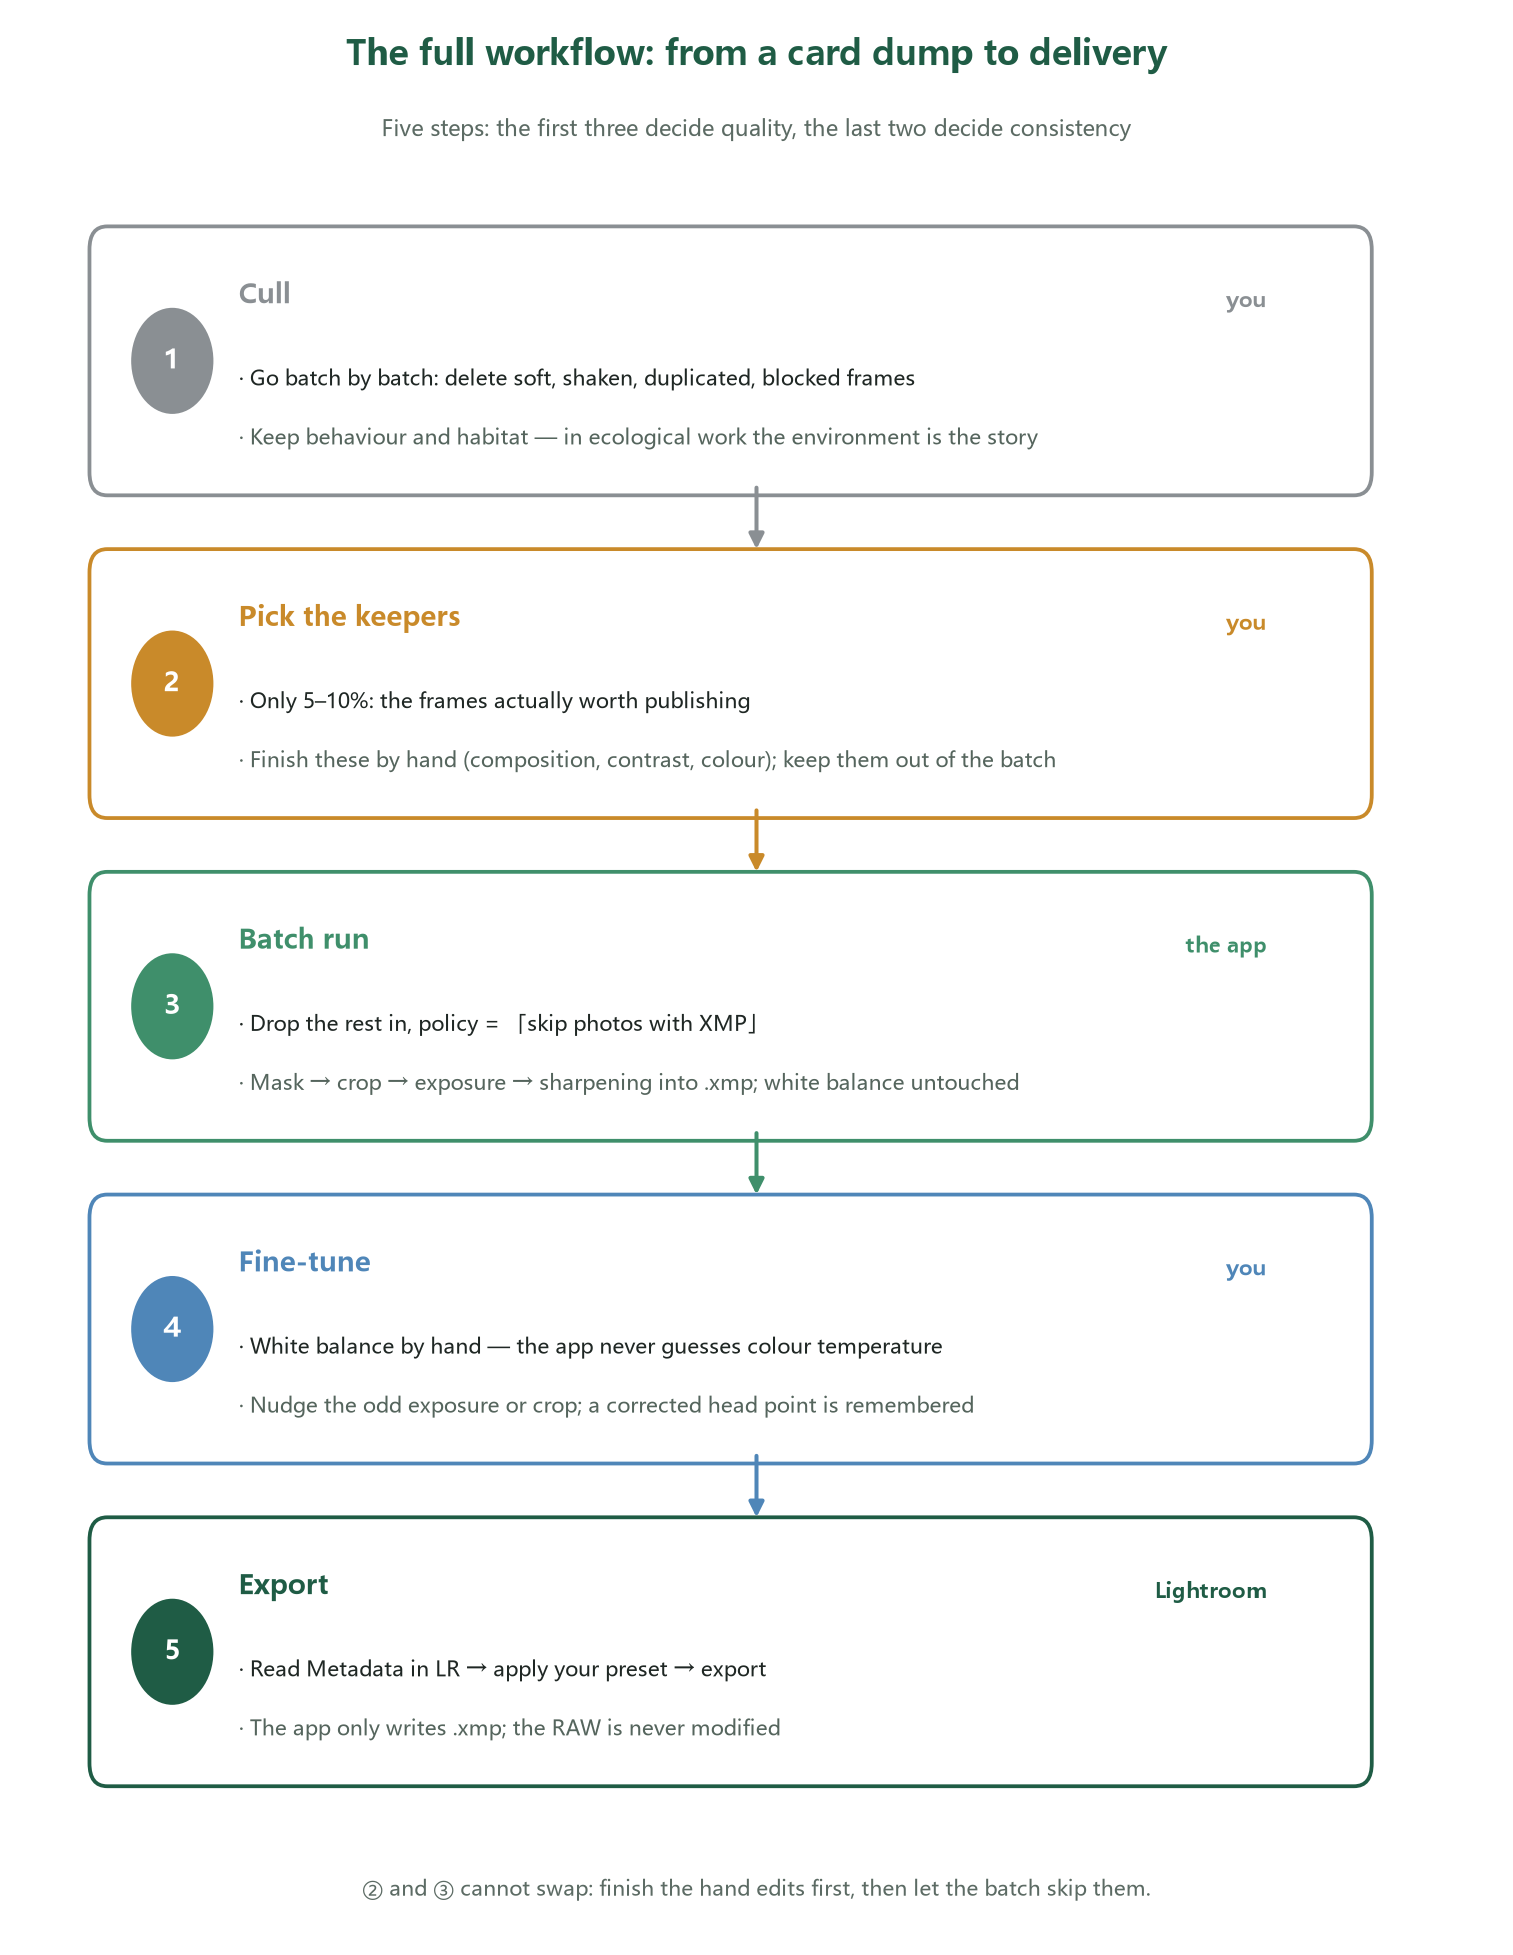 The full workflow: from a card dump to delivery
Five steps: the first three decide quality, the last two decide consistency
Cull
you
1
· Go batch by batch: delete soft, shaken, duplicated, blocked frames
· Keep behaviour and habitat — in ecological work the environment is the story
Pick the keepers
you
2
· Only 5–10%: the frames actually worth publishing
· Finish these by hand (composition, contrast, colour); keep them out of the batch
Batch run
the app
3
· Drop the rest in, policy = ⌈skip photos with XMP⌋
· Mask → crop → exposure → sharpening into .xmp; white balance untouched
Fine-tune
you
4
· White balance by hand — the app never guesses colour temperature
· Nudge the odd exposure or crop; a corrected head point is remembered
Export
Lightroom
5
· Read Metadata in LR → apply your preset → export
· The app only writes .xmp; the RAW is never modified
② and ③ cannot swap: finish the hand edits first, then let the batch skip them.